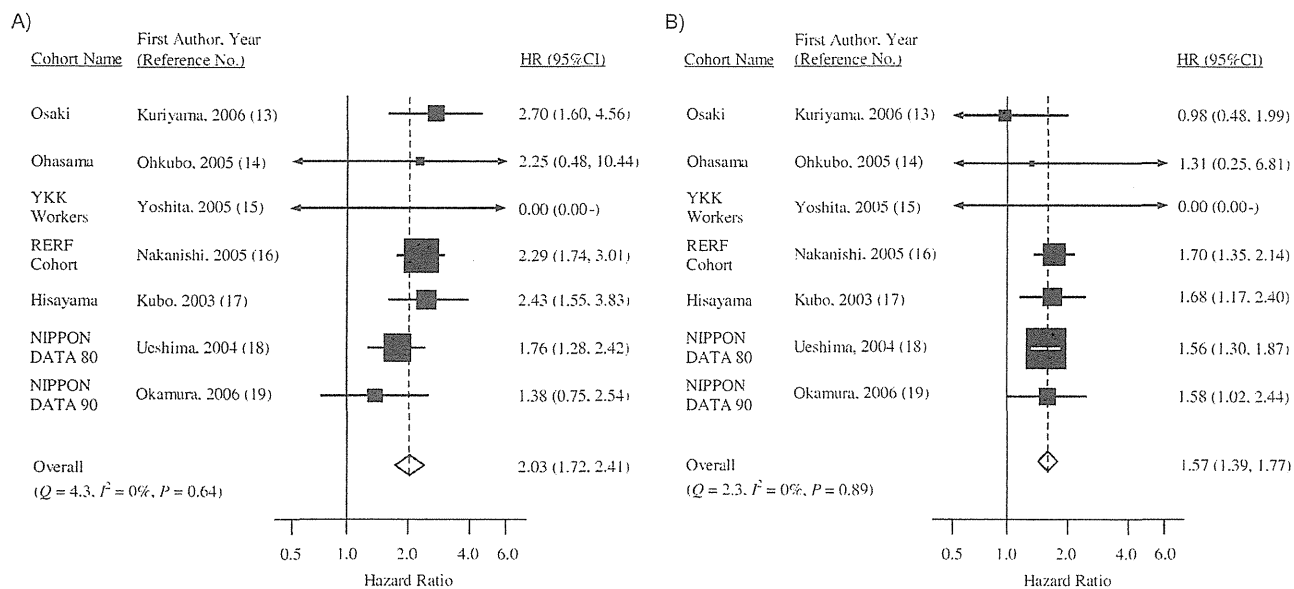 A)
Cohort Name First Author, Year (Reference No.) HR (95%CI)
Osaki Kuriyama, 2006 (13) 2.70 (1.60, 4.56)
Ohasama Ohkubo, 2005 (14) 2.25 (0.48, 10.44)
YKK Workers Yoshita, 2005 (15) 0.00 (0.00-)
RERF Cohort Nakanishi, 2005 (16) 2.29 (1.74, 3.01)
Hisayama Kubo, 2003 (17) 2.43 (1.55, 3.83)
NIPPON DATA 80 Ueshima, 2004 (18) 1.76 (1.28, 2.42)
NIPPON DATA 90 Okamura, 2006 (19) 1.38 (0.75, 2.54)
Overall 2.03 (1.72, 2.41)
(Q = 4.3, I² = 0%, P = 0.64)
0.5 1.0 2.0 4.0 6.0
Hazard Ratio
B)
Cohort Name First Author, Year (Reference No.) HR (95%CI)
Osaki Kuriyama, 2006 (13) 0.98 (0.48, 1.99)
Ohasama Ohkubo, 2005 (14) 1.31 (0.25, 6.81)
YKK Workers Yoshita, 2005 (15) 0.00 (0.00-)
RERF Cohort Nakanishi, 2005 (16) 1.70 (1.35, 2.14)
Hisayama Kubo, 2003 (17) 1.68 (1.17, 2.40)
NIPPON DATA 80 Ueshima, 2004 (18) 1.56 (1.30, 1.87)
NIPPON DATA 90 Okamura, 2006 (19) 1.58 (1.02, 2.44)
Overall 1.57 (1.39, 1.77)
(Q = 2.3, I² = 0%, P = 0.89)
0.5 1.0 2.0 4.0 6.0
Hazard Ratio